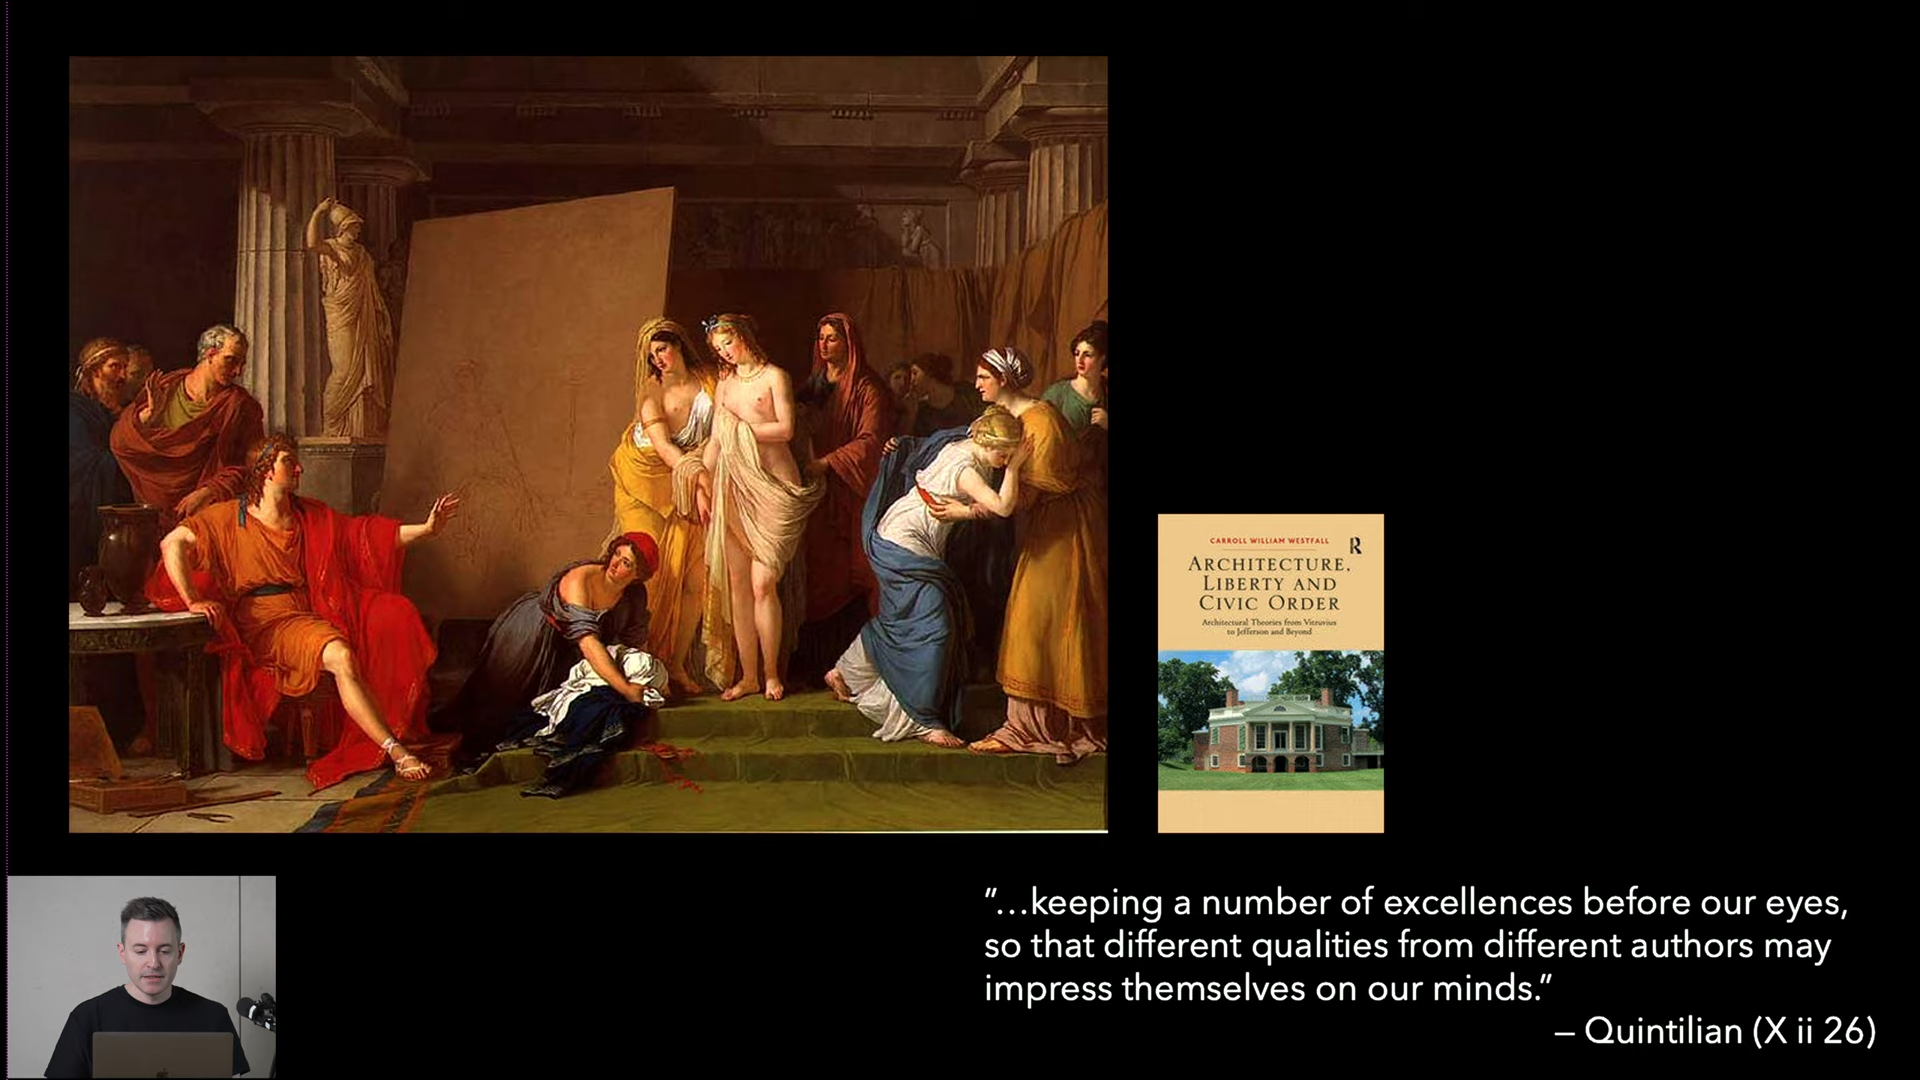 CARROLL WILLIAM WESTFALL
R
ARCHITECTURE,
LIBERTY AND
CIVIC ORDER
Architectural Theories from Vitruvius
to Jefferson and Beyond
“…keeping a number of excellences before our eyes,
so that different qualities from different authors may
impress themselves on our minds.”
– Quintilian (X ii 26)